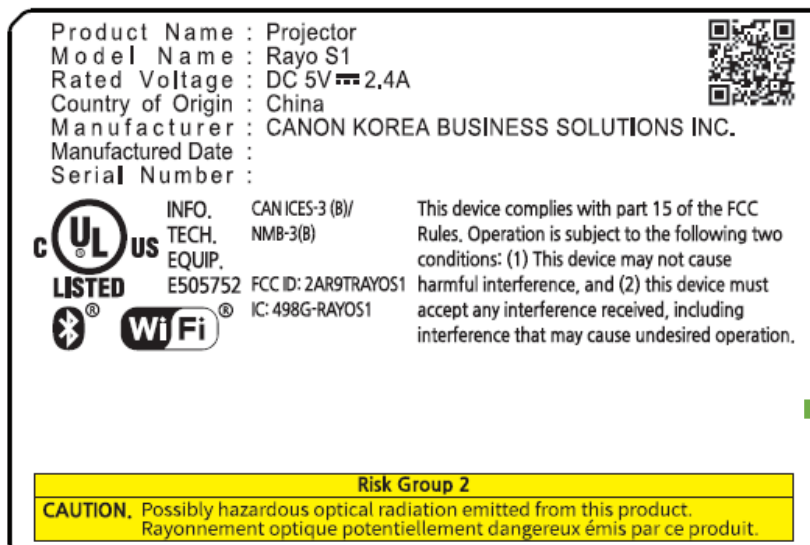 Product Name : Projector
Model Name : Rayo S1
Rated Voltage : DC 5V ⎓ 2.4A
Country of Origin : China
Manufacturer : CANON KOREA BUSINESS SOLUTIONS INC.
Manufactured Date :
Serial Number :
C UL US
LISTED
INFO.
TECH.
EQUIP.
E505752
CAN ICES-3 (B)/
NMB-3(B)
FCC ID: 2AR9TRAYOS1
IC: 498G-RAYOS1
® WiFi ®
This device complies with part 15 of the FCC
Rules. Operation is subject to the following two
conditions: (1) This device may not cause
harmful interference, and (2) this device must
accept any interference received, including
interference that may cause undesired operation.
Risk Group 2
CAUTION. Possibly hazardous optical radiation emitted from this product.
Rayonnement optique potentiellement dangereux émis par ce produit.